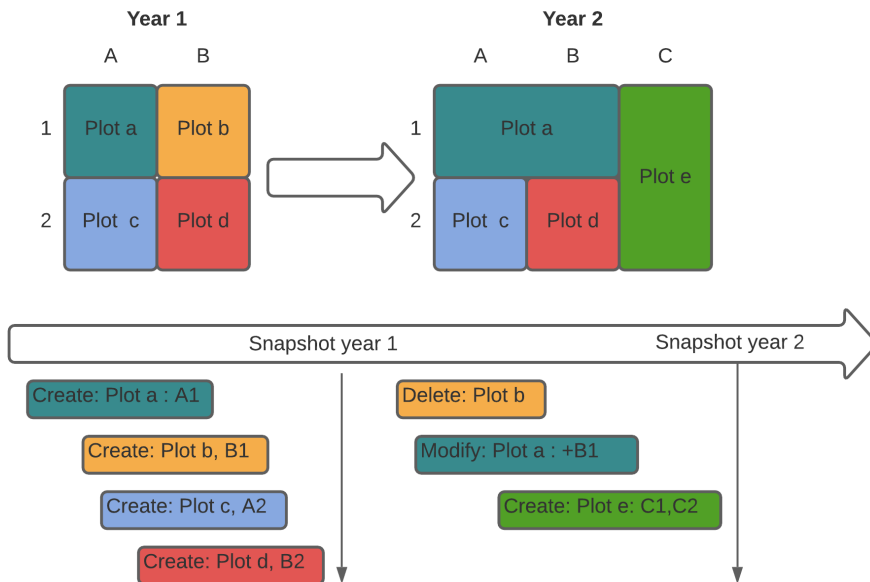 Year 1
Year 2
A B
A B C
1 Plot a Plot b
1 Plot a
Plot e
2 Plot  c Plot d
2 Plot  c Plot d
Snapshot year 1
Snapshot year 2
Create: Plot a : A1
Delete: Plot b
Create: Plot b, B1
Modify: Plot a : +B1
Create: Plot c, A2
Create: Plot e: C1,C2
Create: Plot d, B2